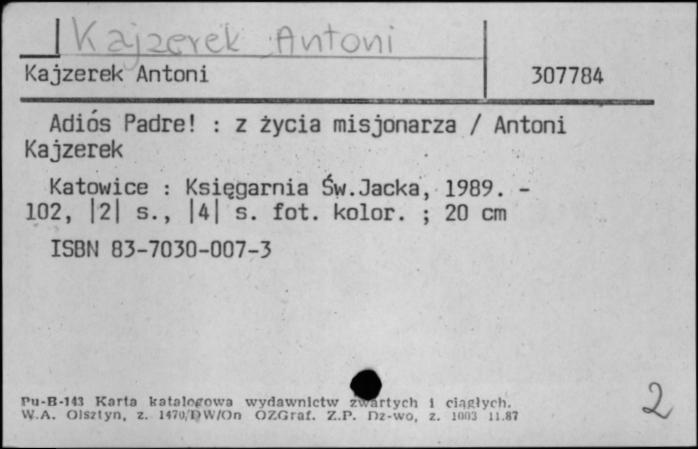 Kajzerek Antoni
Kajzerek Antoni 307784
Adiós Padre! : z życia misjonarza / Antoni
Kajzerek
Katowice : Księgarnia Św.Jacka, 1989. -
102, |2| s., |4| s. fot. kolor. ; 20 cm
ISBN 83-7030-007-3
Pu-B-143 Karta katalogowa wydawnictw zwartych i ciągłych.
W.A. Olsztyn, z. 1470/DW/On OZGraf. Z.P. Dz-wo, z. 1003 11.87
2